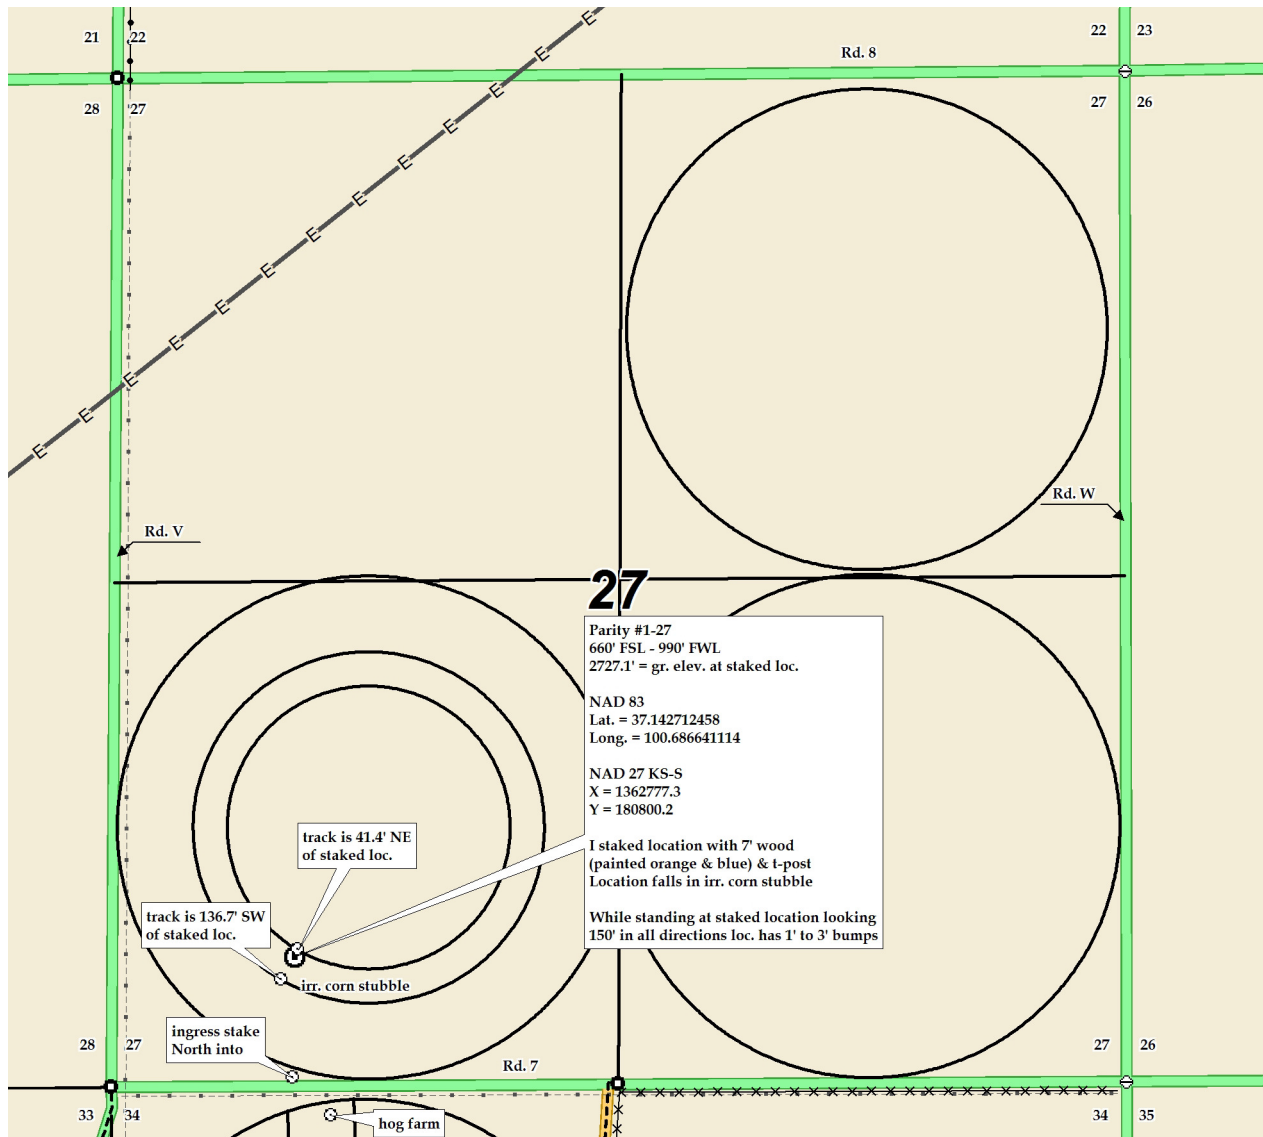 21 22
22 23
Rd. 8
28 27
27 26
E
E
E
E
E
E
E
E
E
E
E
E
E
Rd. W
Rd. V
27
Parity #1-27
660' FSL - 990' FWL
2727.1' = gr. elev. at staked loc.
NAD 83
Lat. = 37.142712458
Long. = 100.686641114
NAD 27 KS-S
X = 1362777.3
Y = 180800.2
I staked location with 7' wood
(painted orange & blue) & t-post
Location falls in irr. corn stubble
While standing at staked location looking
150' in all directions loc. has 1' to 3' bumps
track is 41.4' NE
of staked loc.
track is 136.7' SW
of staked loc.
irr. corn stubble
ingress stake
North into
28 27
27 26
Rd. 7
33 34
34 35
hog farm